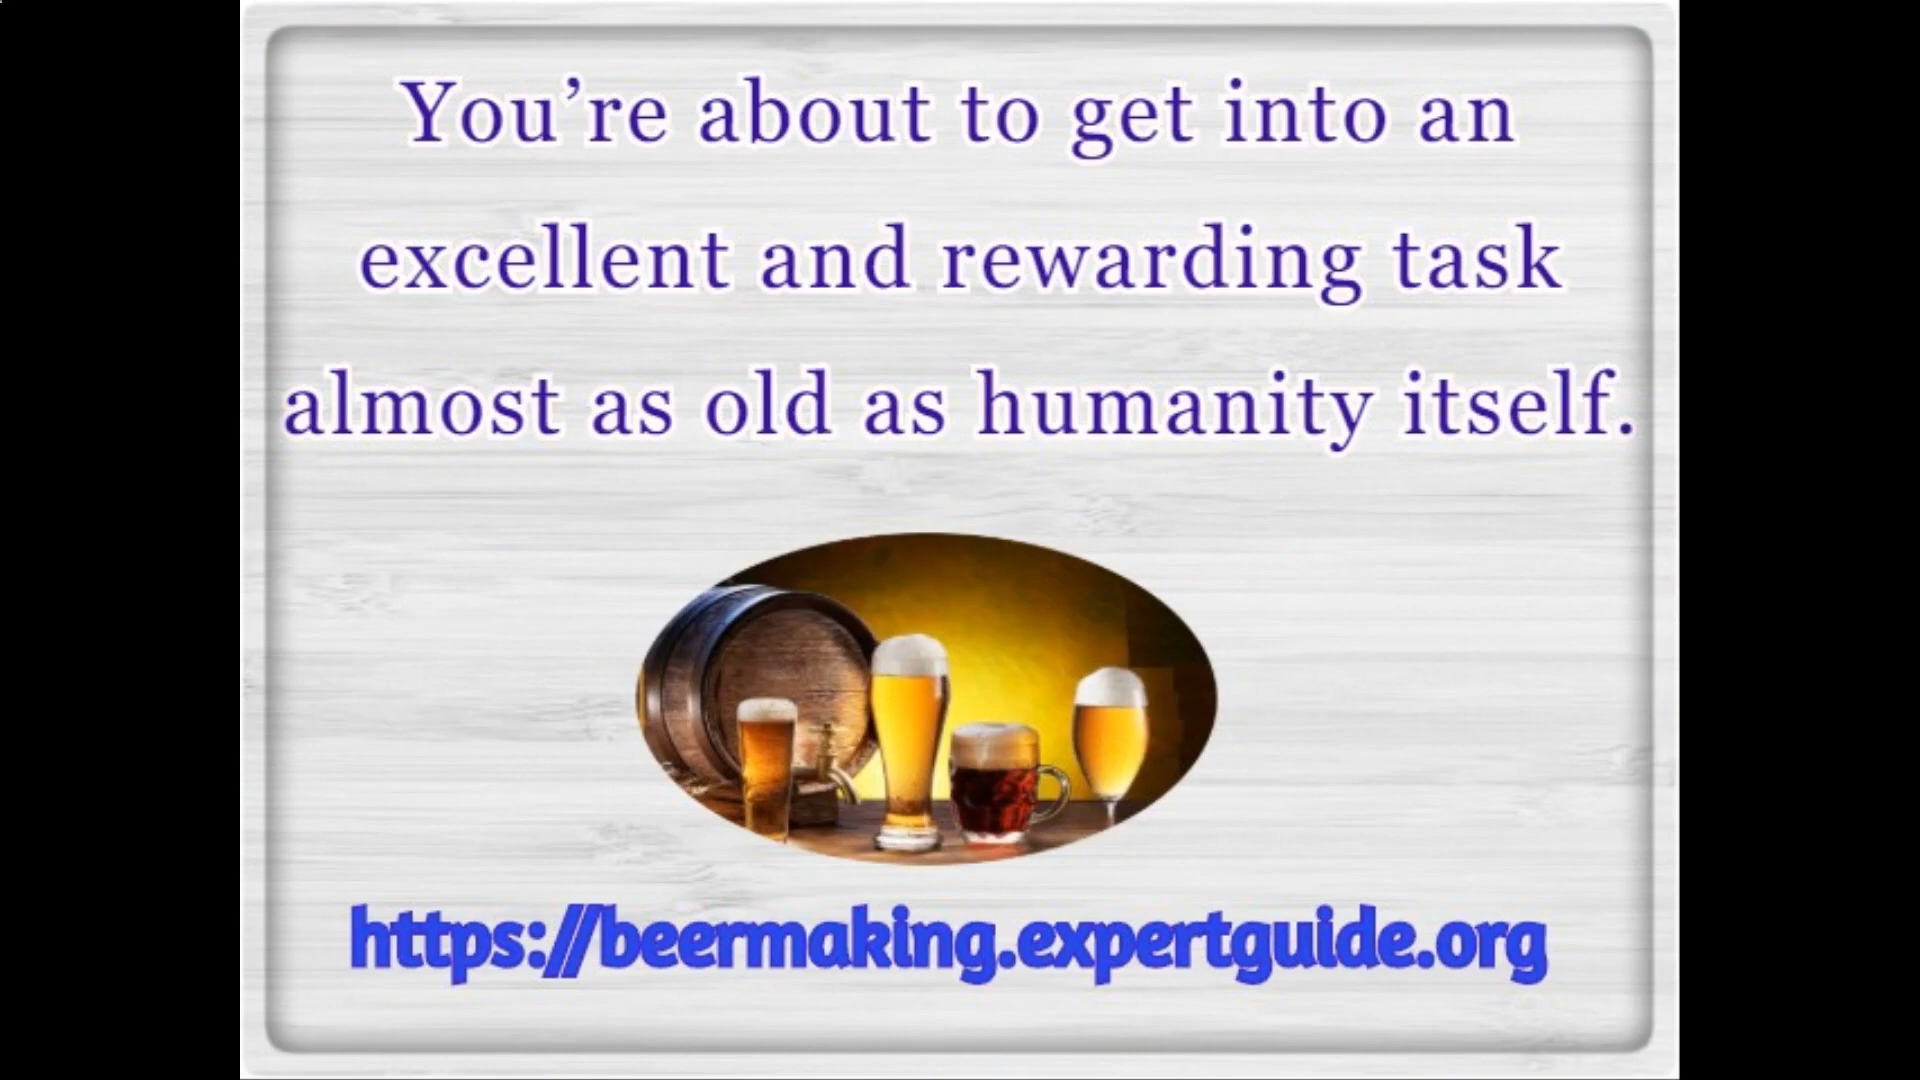 You’re about to get into an
excellent and rewarding task
almost as old as humanity itself.
https://beermaking.expertguide.org